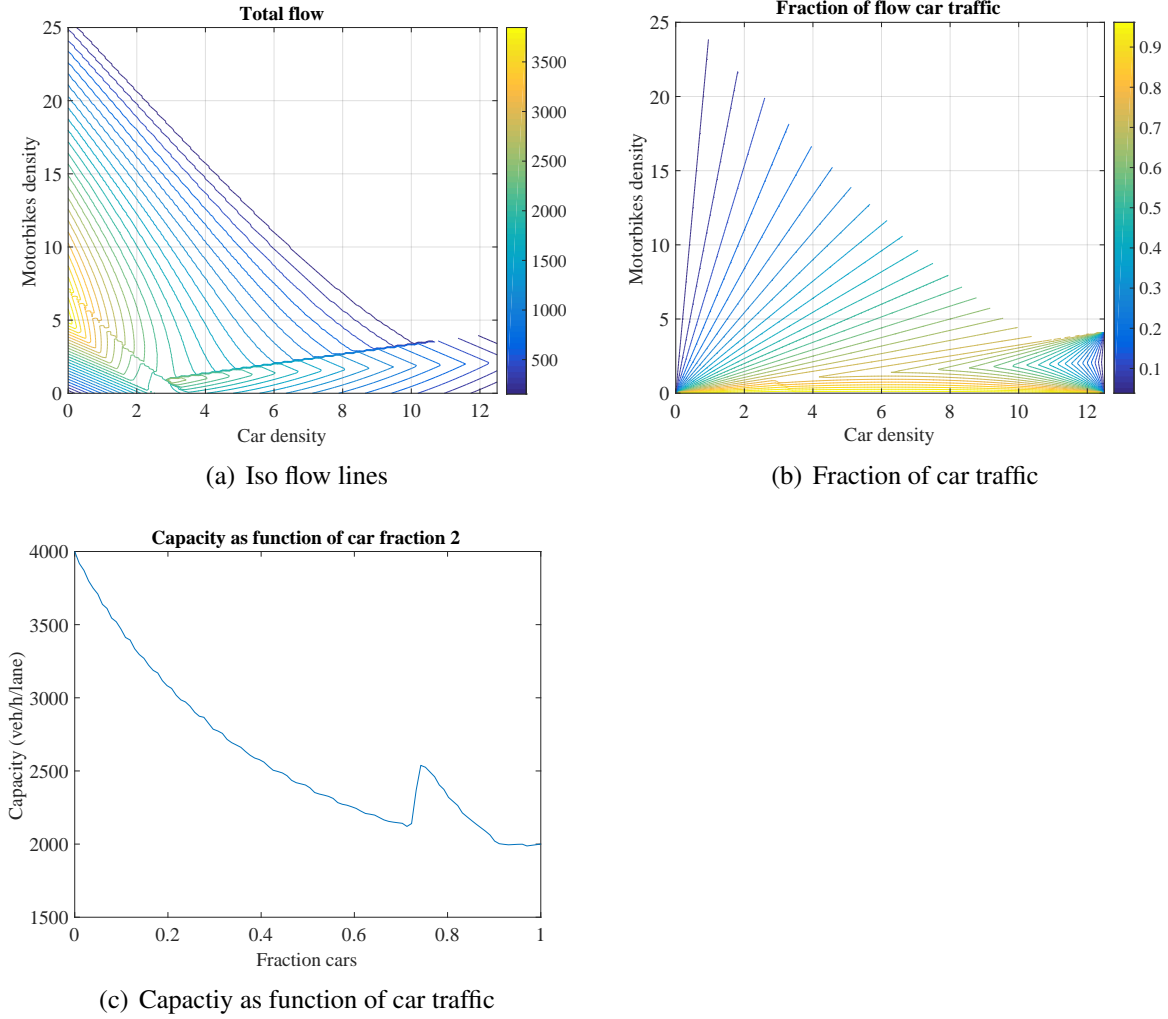 Total flow
25
20
15
10
5
0
Motorbikes density
0 2 4 6 8 10 12
Car density
3500
3000
2500
2000
1500
1000
500
(a) Iso flow lines
Fraction of flow car traffic
25
20
15
10
5
0
Motorbikes density
0 2 4 6 8 10 12
Car density
0.9
0.8
0.7
0.6
0.5
0.4
0.3
0.2
0.1
(b) Fraction of car traffic
Capacity as function of car fraction 2
4000
3500
3000
2500
2000
1500
Capacity (veh/h/lane)
0 0.2 0.4 0.6 0.8 1
Fraction cars
(c) Capactiy as function of car traffic